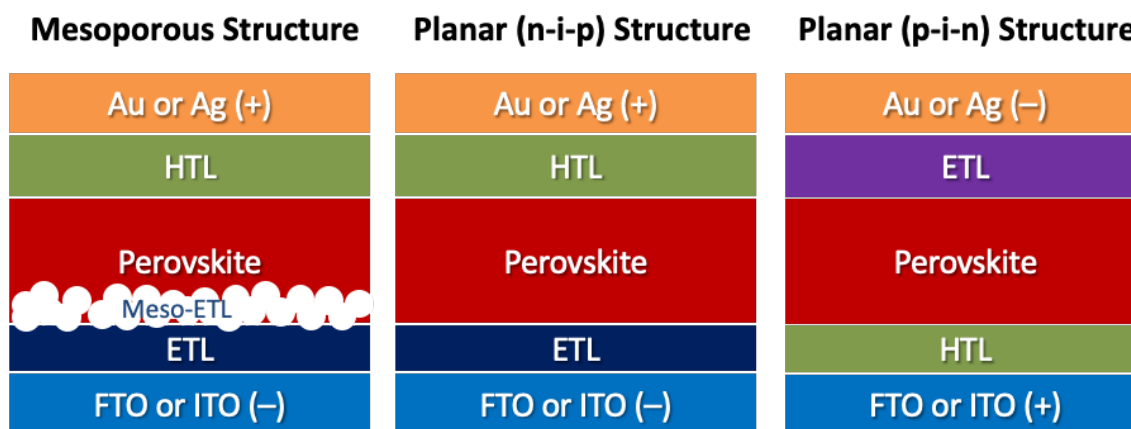 Mesoporous Structure
Planar (n-i-p) Structure
Planar (p-i-n) Structure
Au or Ag (+)
HTL
Perovskite
Meso-ETL
ETL
FTO or ITO (–)
Au or Ag (+)
HTL
Perovskite
ETL
FTO or ITO (–)
Au or Ag (–)
ETL
Perovskite
HTL
FTO or ITO (+)